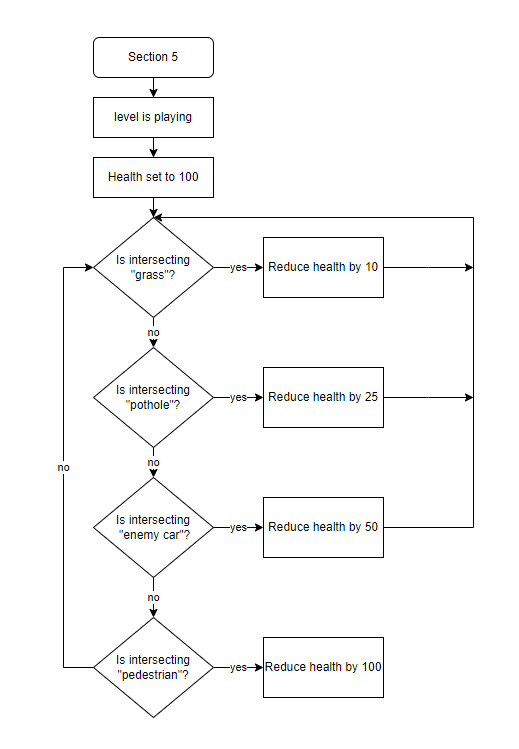 Section 5
level is playing
Health set to 100
Is intersecting
"grass"?
yes
Reduce health by 10
no
Is intersecting
"pothole"?
yes
Reduce health by 25
no
no
Is intersecting
"enemy car"?
yes
Reduce health by 50
no
Is intersecting
"pedestrian"?
yes
Reduce health by 100